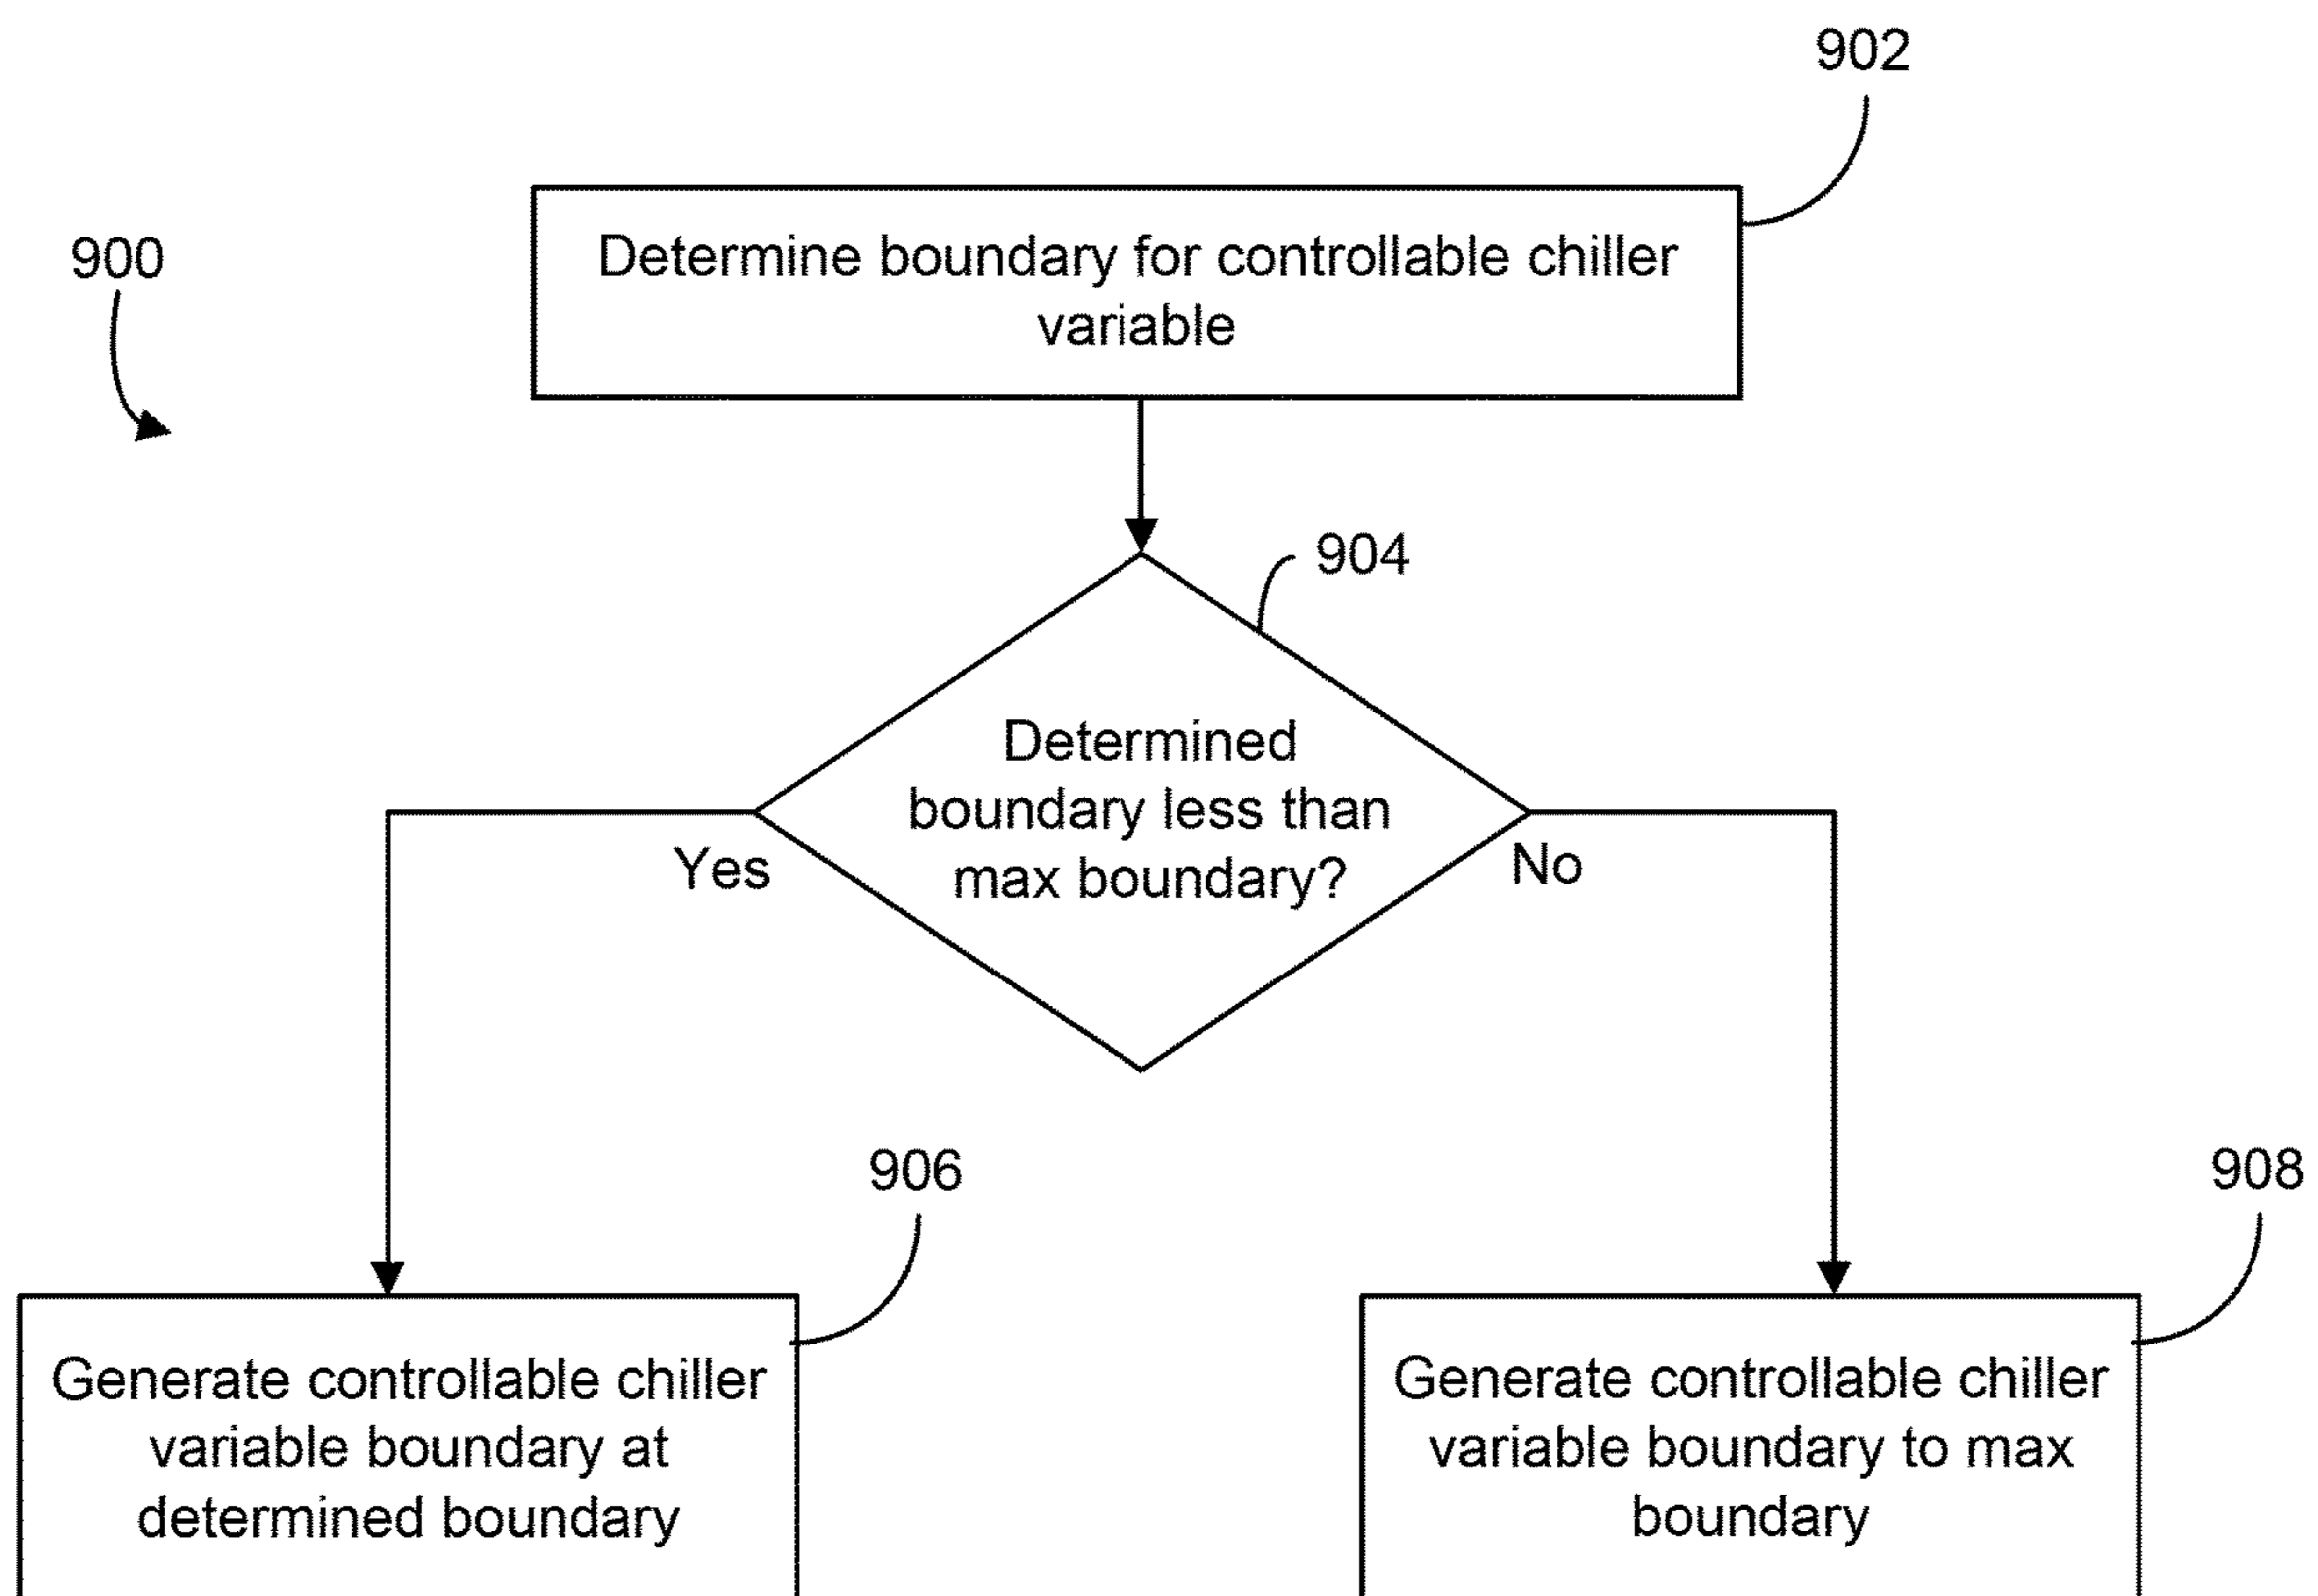 902
900
Determine boundary for controllable chiller
variable
904
Determined
boundary less than
max boundary?
Yes
No
906
908
Generate controllable chiller
variable boundary at
determined boundary
Generate controllable chiller
variable boundary to max
boundary